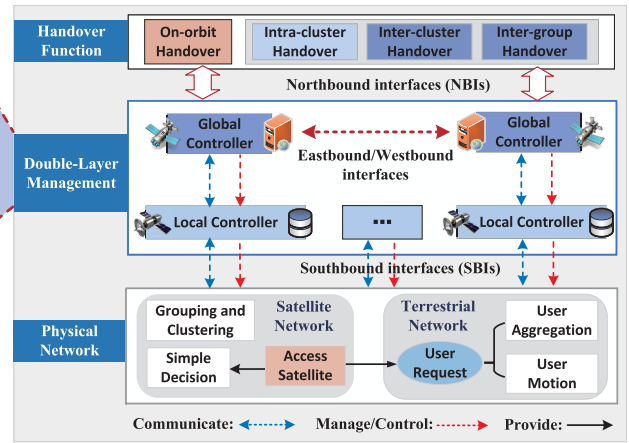 Handover
Function
On-orbit
Handover
Intra-cluster
Handover
Inter-cluster
Handover
Inter-group
Handover
Northbound interfaces (NBIs)
Double-Layer
Management
Global
Controller
Global
Controller
Eastbound/Westbound
interfaces
Local Controller
...
Local Controller
Southbound interfaces (SBIs)
Physical
Network
Grouping and
Clustering
Satellite
Network
Simple
Decision
Access
Satellite
Terrestrial
Network
User
Request
User
Aggregation
User
Motion
Communicate:
Manage/Control:
Provide: